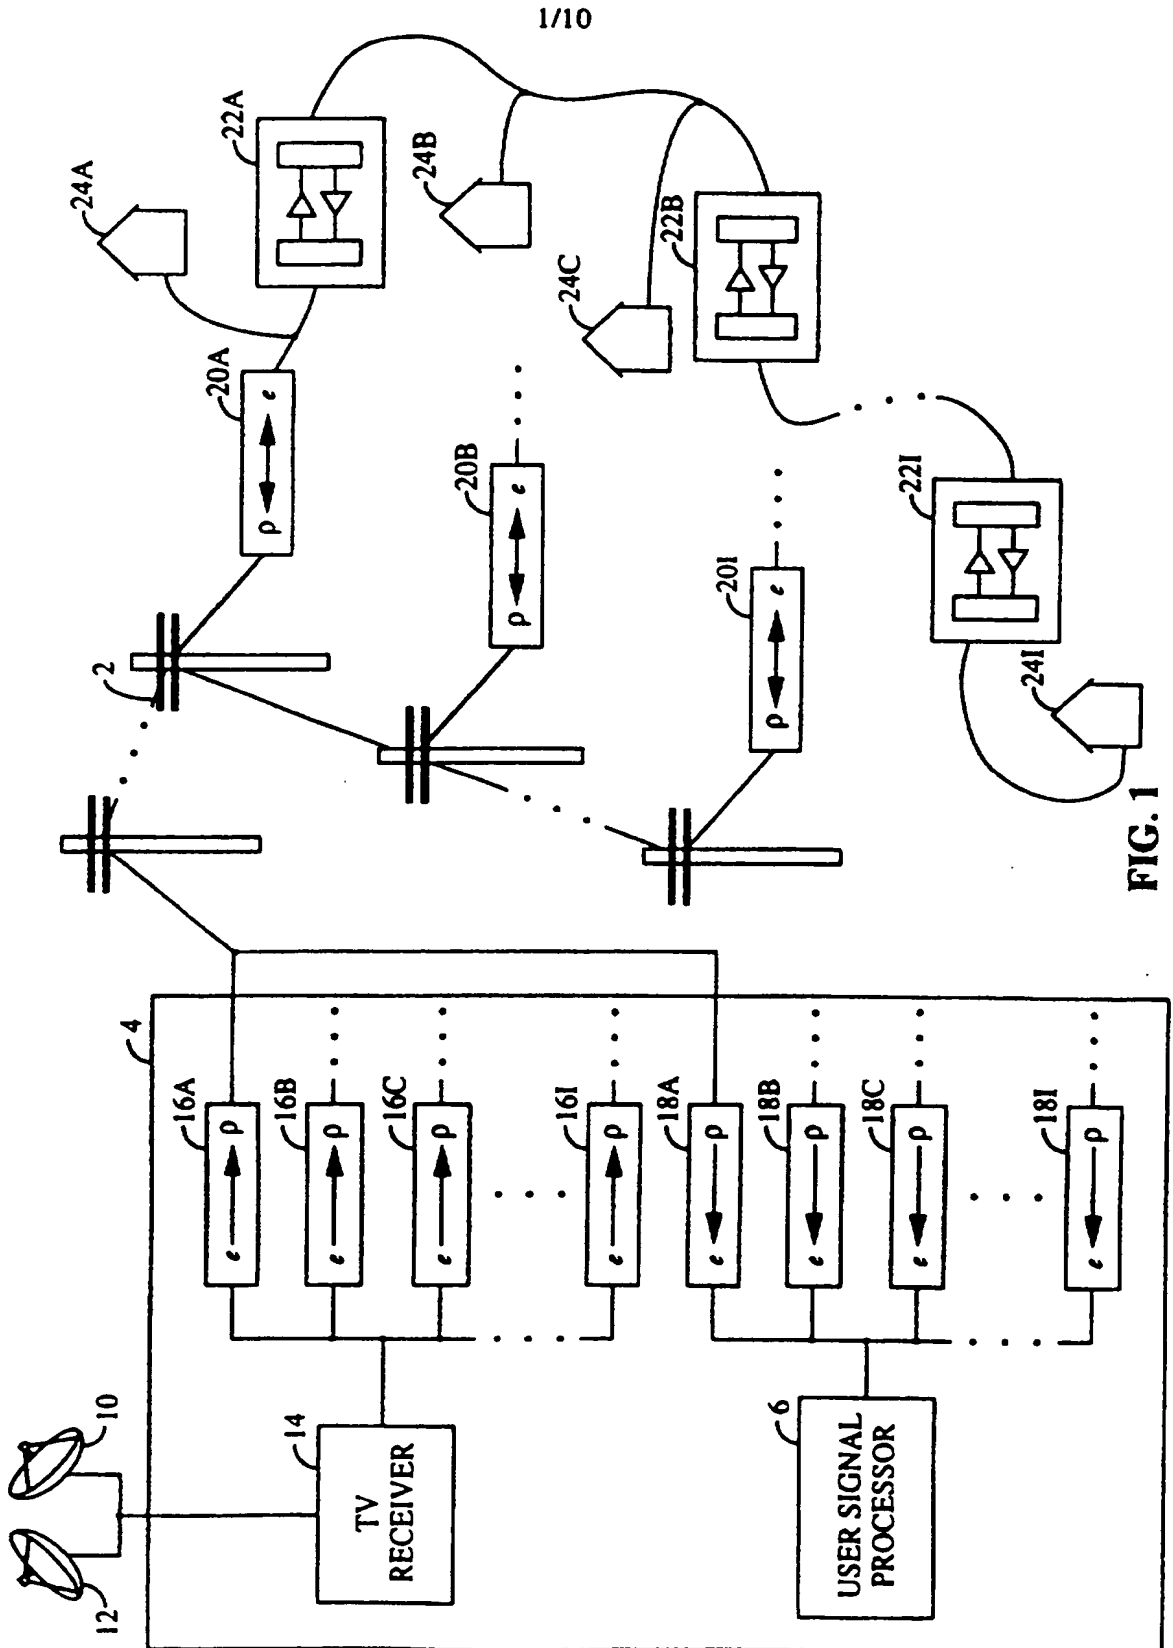 1/10
12
10
4
14
TV
RECEIVER
6
USER SIGNAL
PROCESSOR
e ρ
16A
e ρ
16B
e ρ
16C
e ρ
16I
e ρ
18A
e ρ
18B
e ρ
18C
e ρ
18I
2
ρ e
20A
ρ e
20B
ρ e
20I
24A
22A
24B
24C
22B
22I
24I
FIG. 1